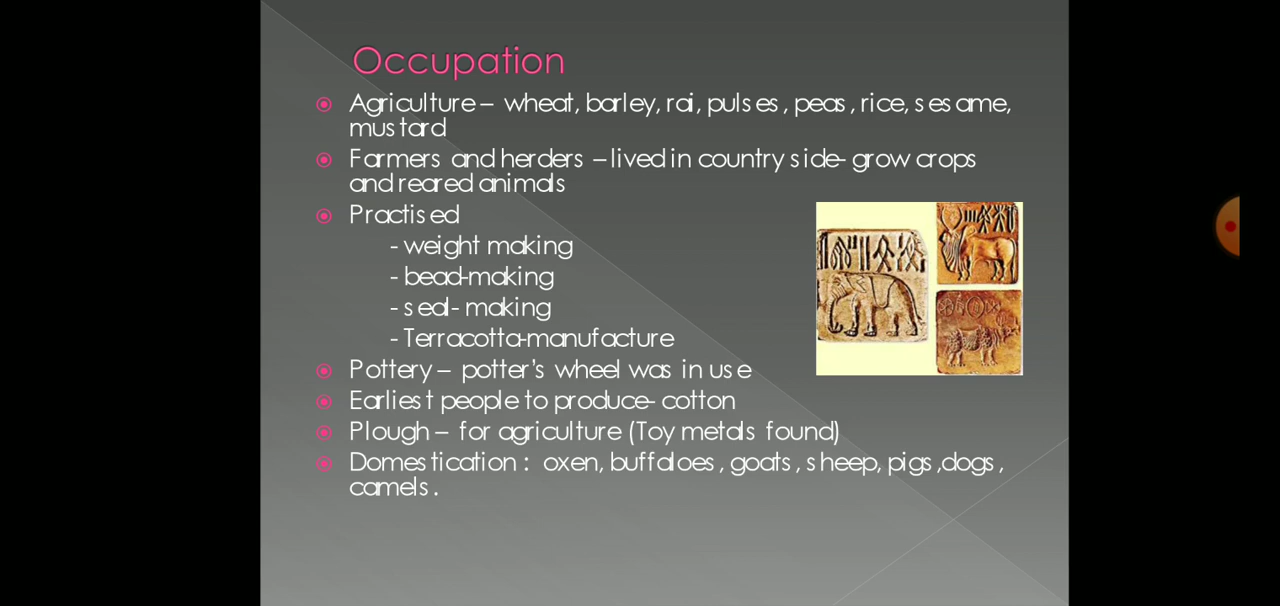 Occupation
Agriculture – wheat, barley, rai, pulses, peas, rice, sesame,
mustard
Farmers and herders – lived in country side- grow crops
and reared animals
Practised
- weight making
- bead-making
- seal- making
- Terracotta-manufacture
Pottery – potter's wheel was in use
Earliest people to produce- cotton
Plough – for agriculture (Toy metals found)
Domestication : oxen, buffaloes, goats, sheep, pigs,dogs,
camels.